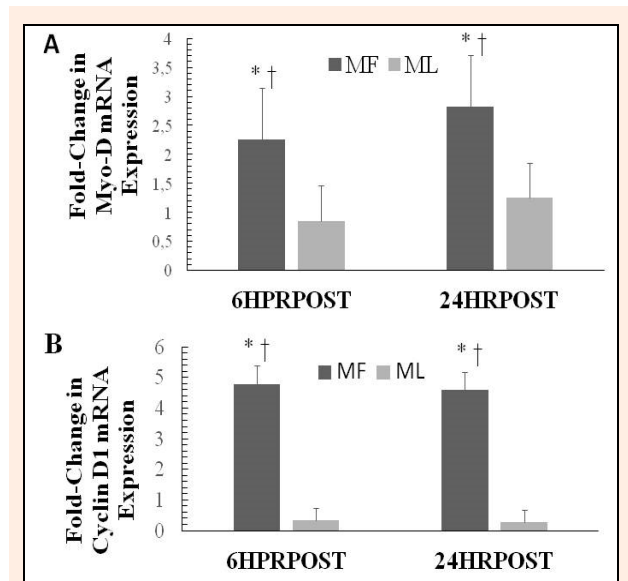 A
Fold-Change in
Myo-D mRNA
Expression
4
3,5
3
2,5
2
1,5
1
0,5
0
* †
* †
MF ML
6HPRPOST 24HRPOST
B
Fold-Change in
Cyclin D1 mRNA
Expression
6
5
4
3
2
1
0
* †
* †
MF ML
6HPRPOST 24HRPOST